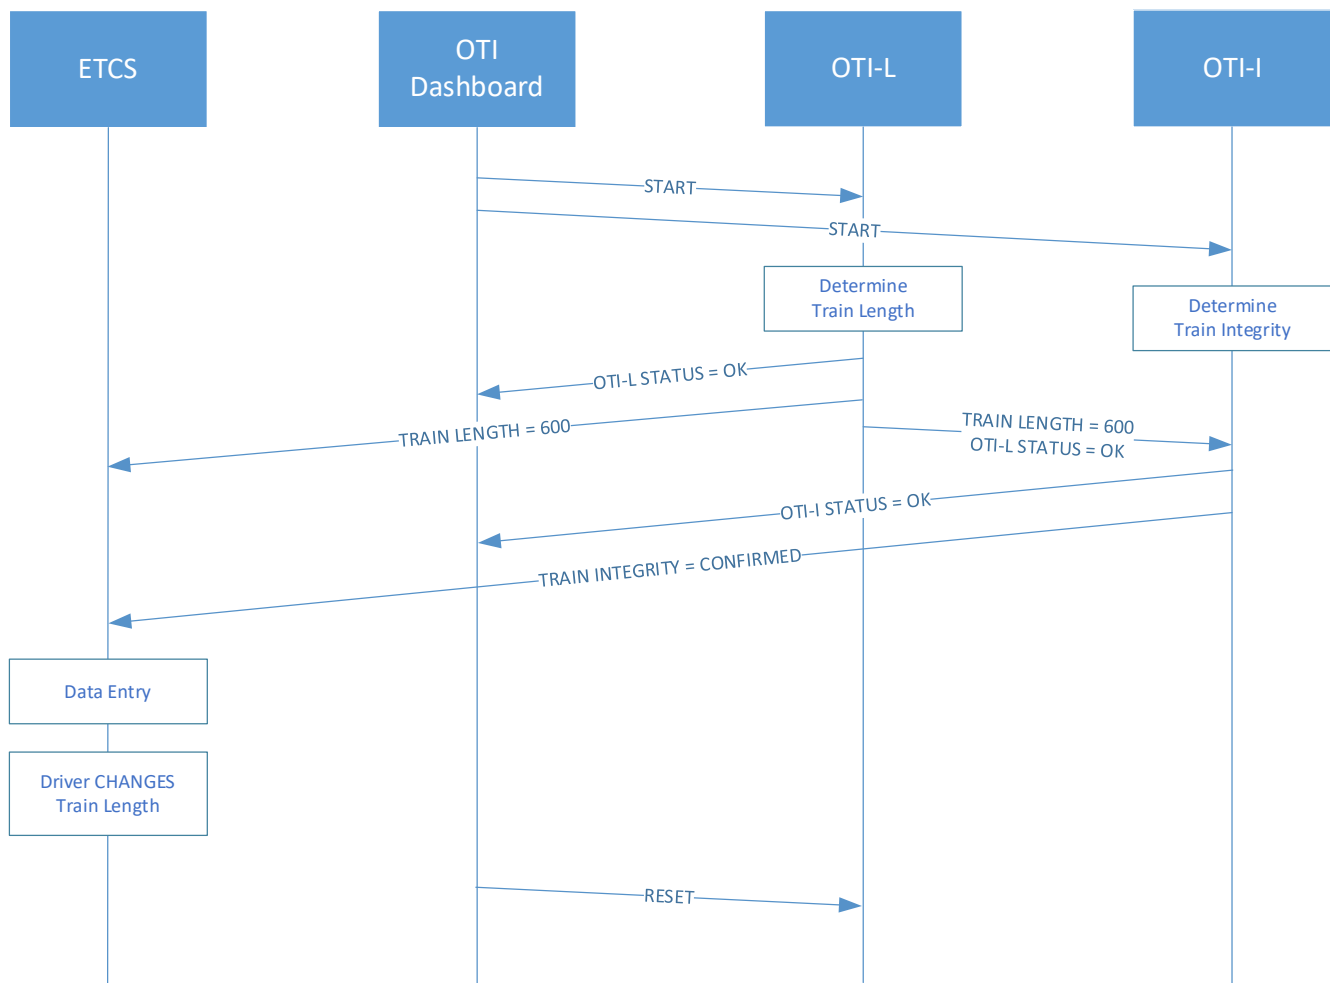 ETCS
OTI
Dashboard
OTI-L
OTI-I
START
START
Determine
Train Length
Determine
Train Integrity
OTI-L STATUS = OK
TRAIN LENGTH = 600
TRAIN LENGTH = 600
OTI-L STATUS = OK
OTI-I STATUS = OK
TRAIN INTEGRITY = CONFIRMED
Data Entry
Driver CHANGES
Train Length
RESET